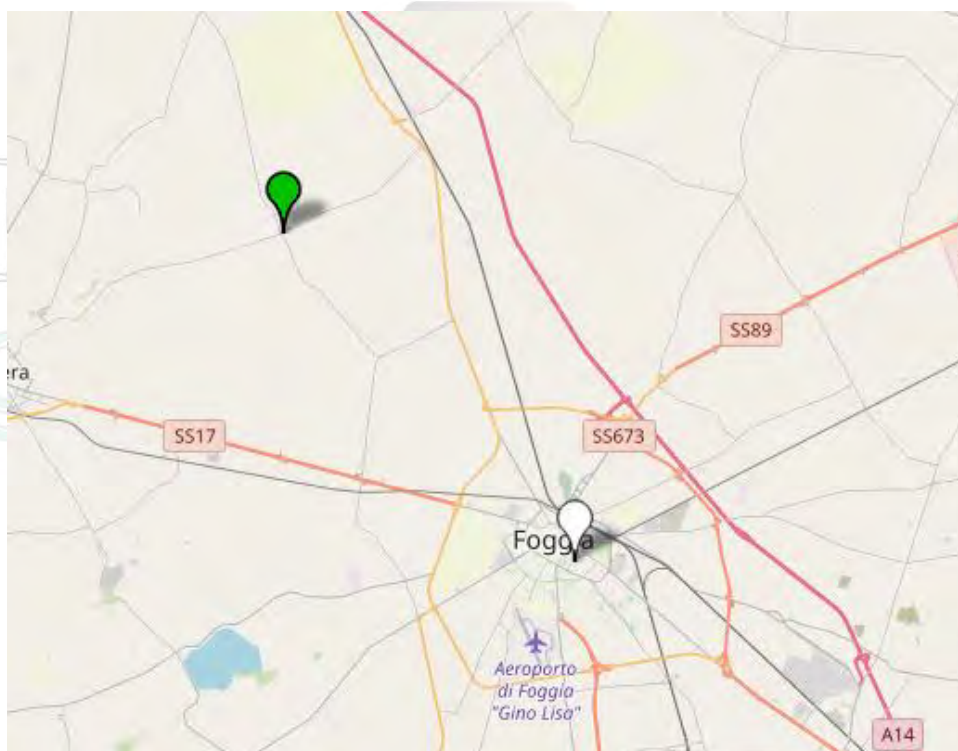 SS89
era
SS17
SS673
Foggia
Aeroporto
di Foggia
"Gino Lisa"
A14